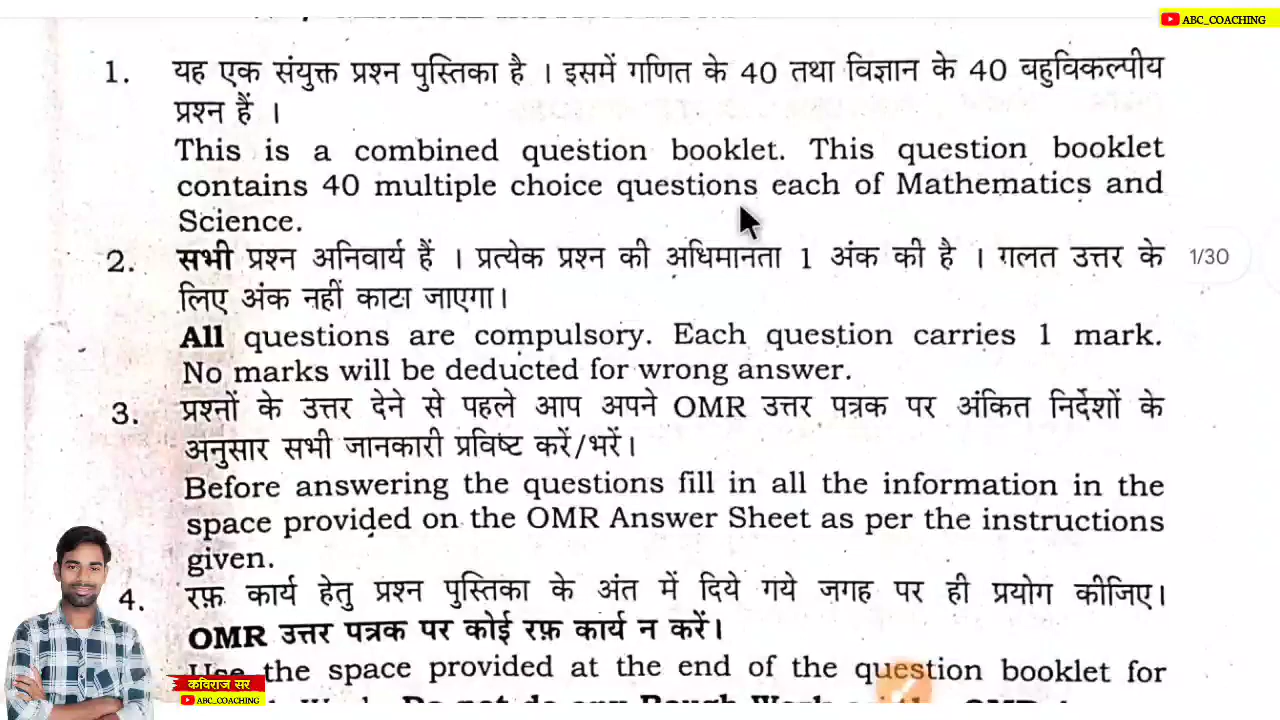 ABC_COACHING
1. यह एक संयुक्त प्रश्न पुस्तिका है । इसमें गणित के 40 तथा विज्ञान के 40 बहुविकल्पीय
प्रश्न हैं ।
This is a combined question booklet. This question booklet
contains 40 multiple choice questions each of Mathematics and
Science.
2. सभी प्रश्न अनिवार्य हैं । प्रत्येक प्रश्न की अधिमानता 1 अंक की है । ग़लत उत्तर के
लिए अंक नहीं काटा जाएगा।
1/30
All questions are compulsory. Each question carries 1 mark.
No marks will be deducted for wrong answer.
3. प्रश्नों के उत्तर देने से पहले आप अपने OMR उत्तर पत्रक पर अंकित निर्देशों के
अनुसार सभी जानकारी प्रविष्ट करें/भरें।
Before answering the questions fill in all the information in the
space provided on the OMR Answer Sheet as per the instructions
given.
4. रफ़ कार्य हेतु प्रश्न पुस्तिका के अंत में दिये गये जगह पर ही प्रयोग कीजिए।
OMR उत्तर पत्रक पर कोई रफ़ कार्य न करें।
Use the space provided at the end of the question booklet for
कविराज सर
ABC_COACHING